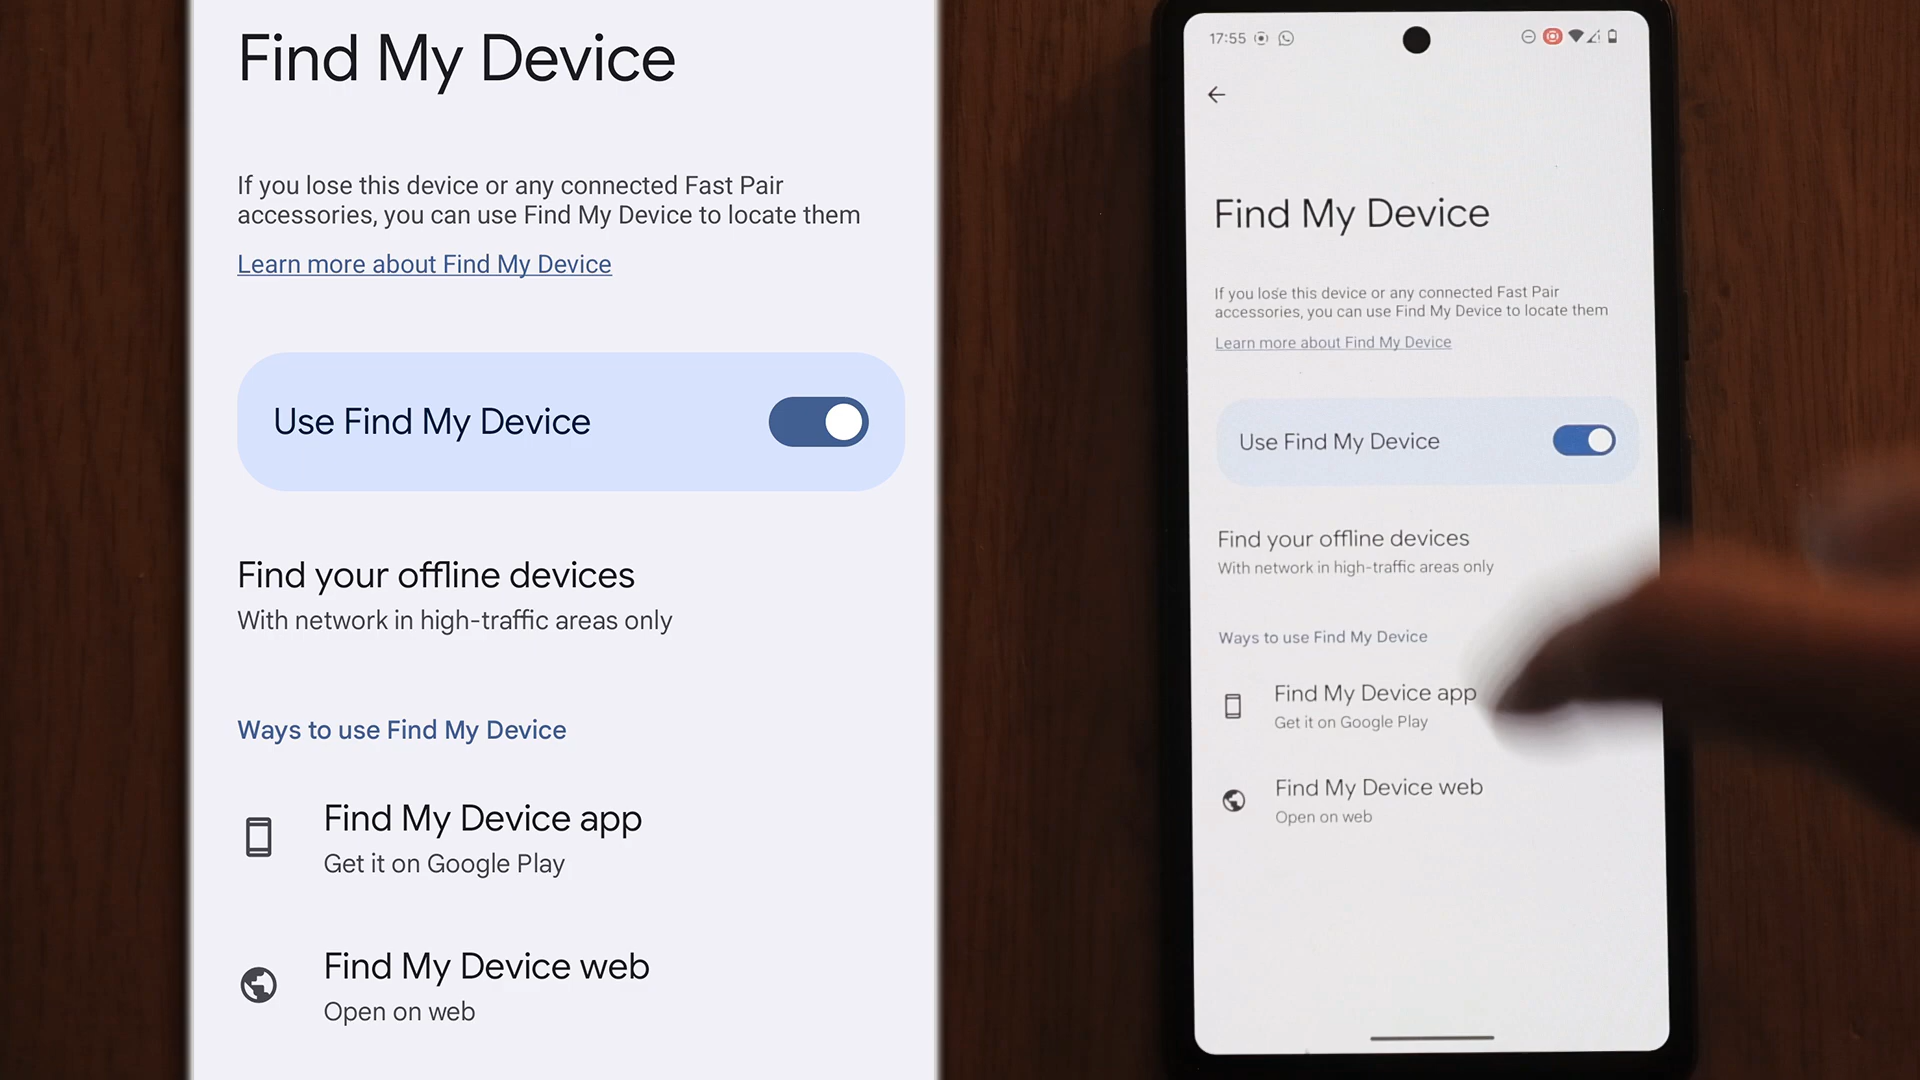 Find My Device
If you lose this device or any connected Fast Pair
accessories, you can use Find My Device to locate them
Learn more about Find My Device
Use Find My Device
Find your offline devices
With network in high-traffic areas only
Ways to use Find My Device
Find My Device app
Get it on Google Play
Find My Device web
Open on web
17:55
Find My Device
If you lose this device or any connected Fast Pair
accessories, you can use Find My Device to locate them
Learn more about Find My Device
Use Find My Device
Find your offline devices
With network in high-traffic areas only
Ways to use Find My Device
Find My Device app
Get it on Google Play
Find My Device web
Open on web